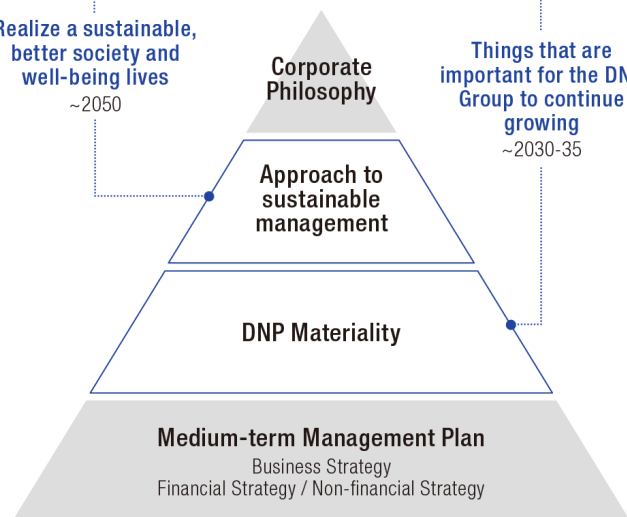 Realize a sustainable,
better society and
well-being lives
~2050
Things that are
important for the DN
Group to continue
growing
~2030-35
Corporate
Philosophy
Approach to
sustainable
management
DNP Materiality
Medium-term Management Plan
Business Strategy
Financial Strategy / Non-financial Strategy